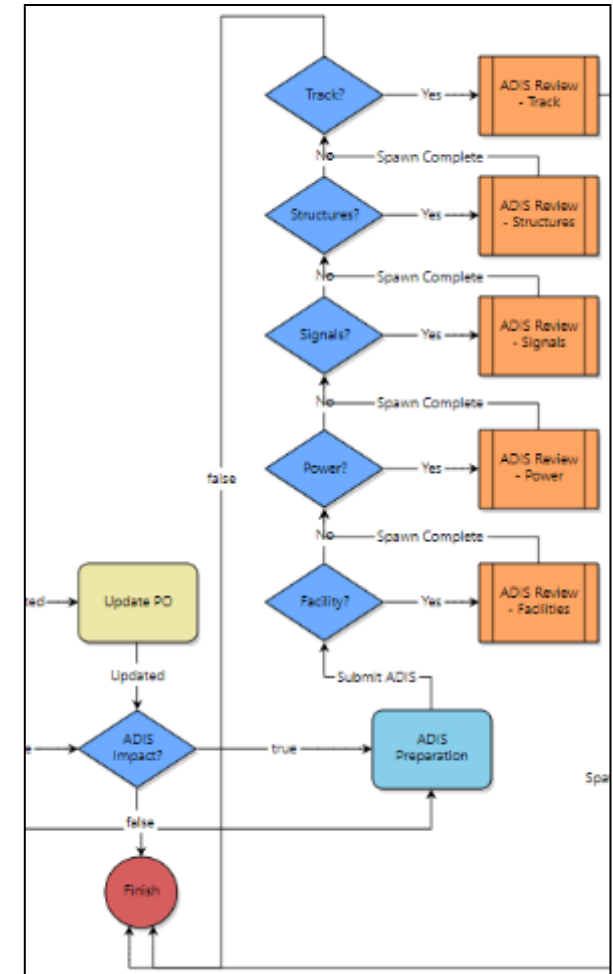 Track?
Yes
ADIS Review
- Track
No
Spawn Complete
Structures?
Yes
ADIS Review
- Structures
No
Spawn Complete
Signals?
Yes
ADIS Review
- Signals
No
Spawn Complete
Power?
Yes
ADIS Review
- Power
false
No
Spawn Complete
Facility?
Yes
ADIS Review
- Facilities
ted
Update PO
Updated
Submit ADIS
ADIS
Impact?
e
true
ADIS
Preparation
Spa
false
Finish